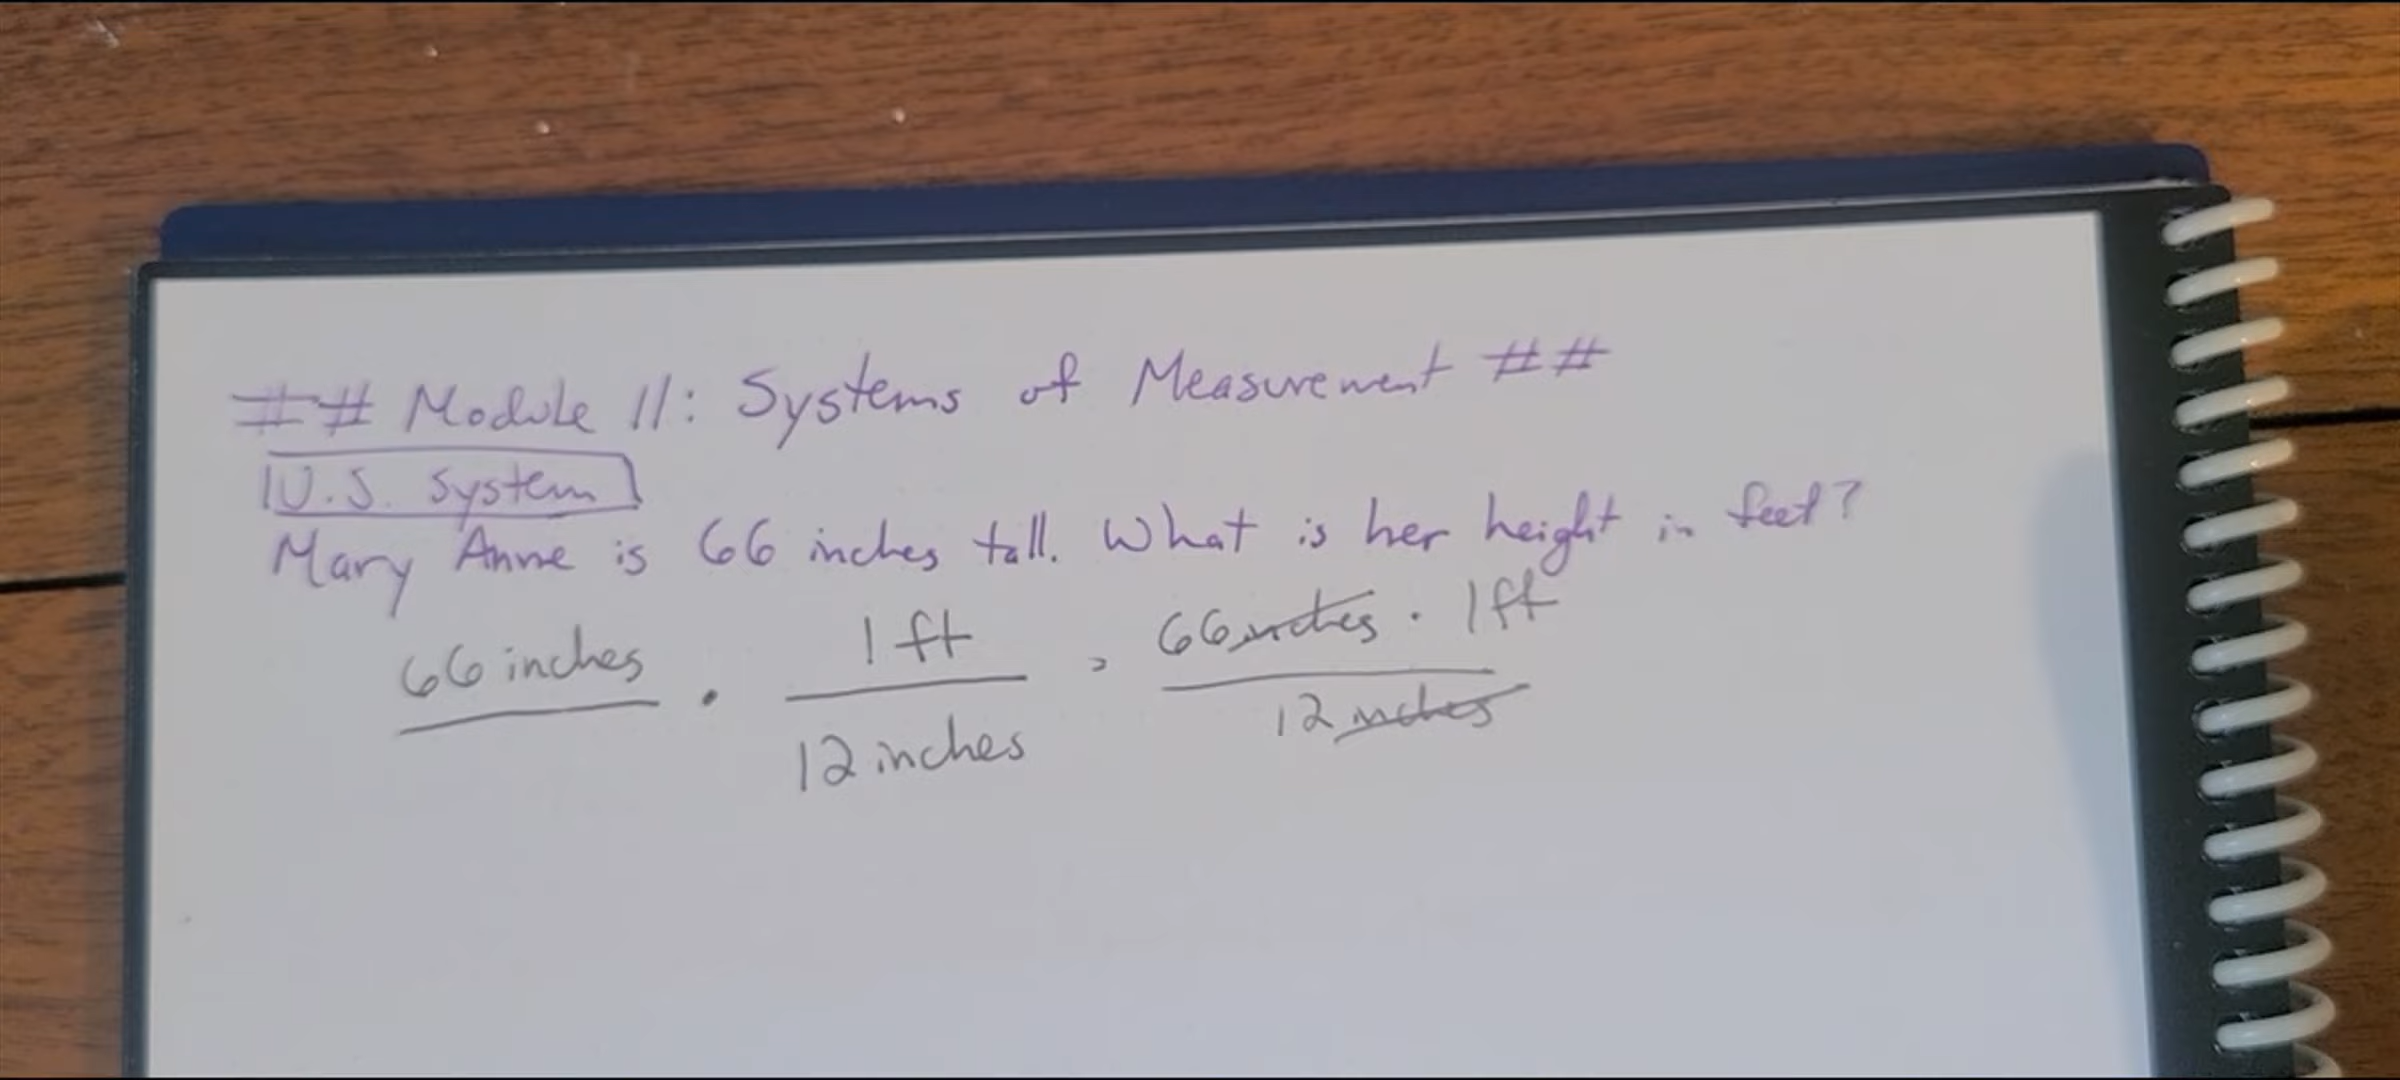 ## Module 11: Systems of Measurement ##
U.S. System
Mary Anne is 66 inches tall. What is her height in feet?
66 inches · 1 ft = 66 inches · 1 ft
12 inches 12 inches